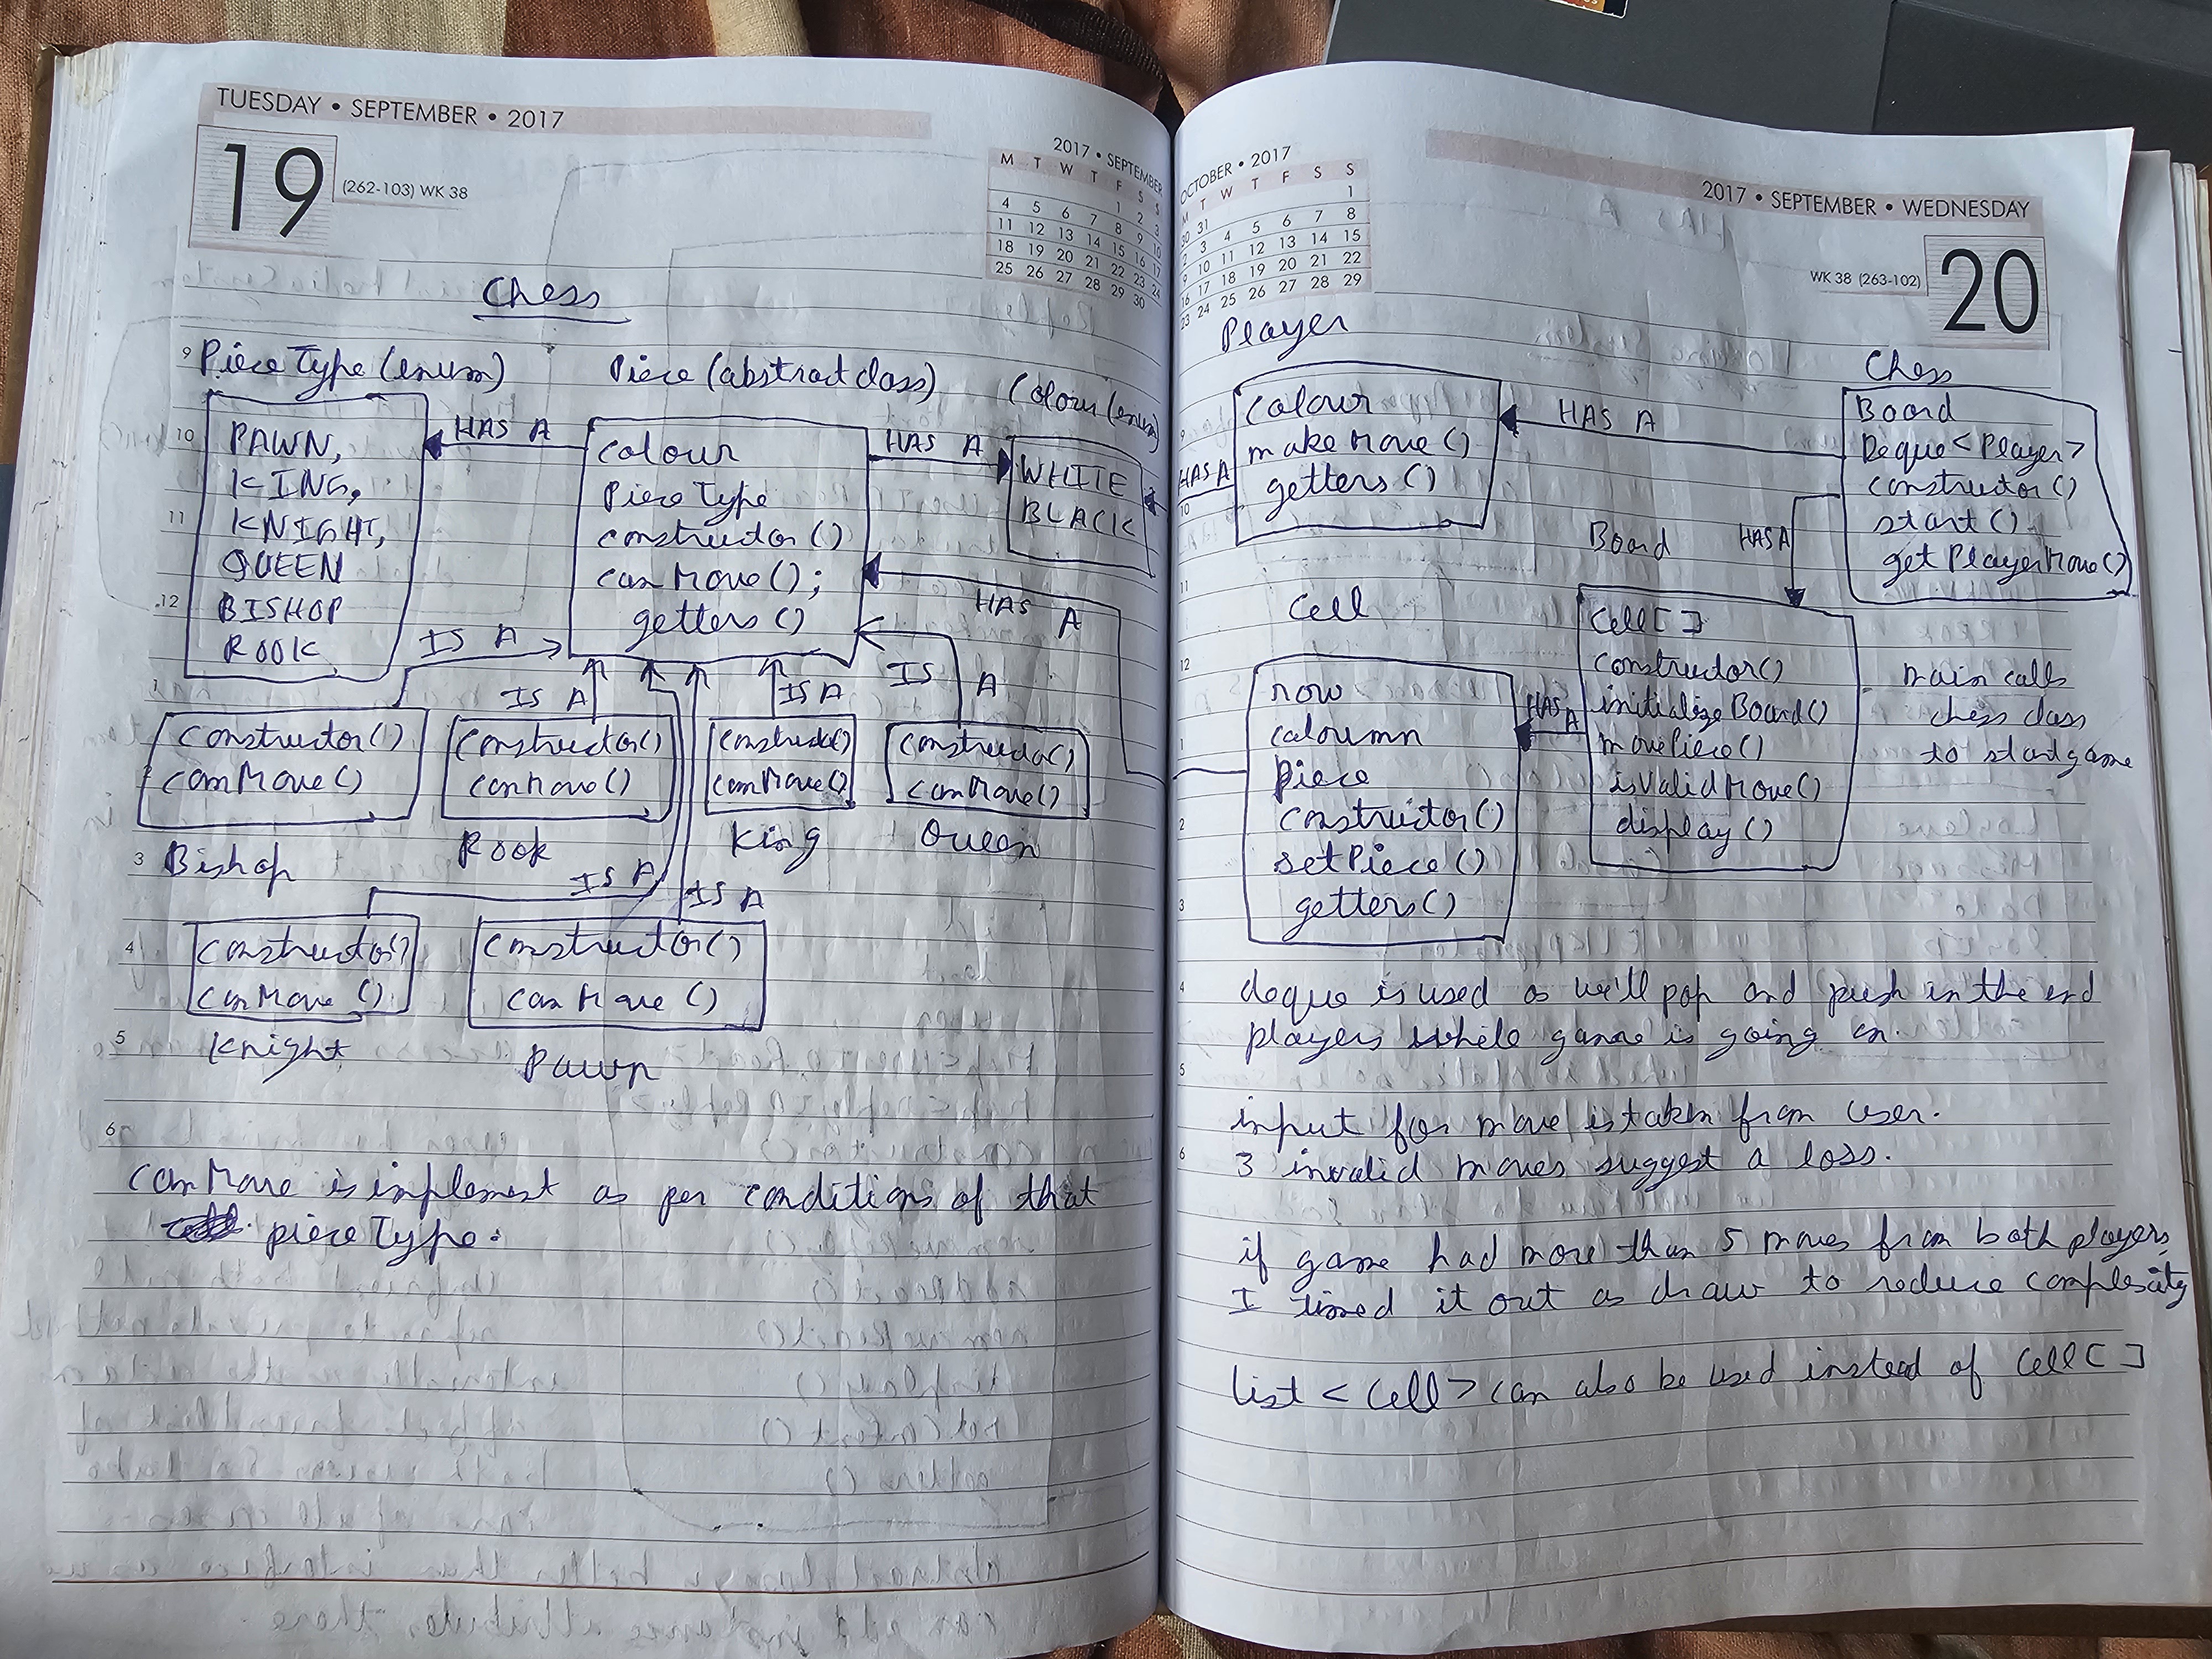 TUESDAY • SEPTEMBER • 2017
19
(262-103) WK 38
2017 • SEPTEMBER
M T W T F S S
1 2 3
4 5 6 7 8 9 10
11 12 13 14 15 16 17
18 19 20 21 22 23 24
25 26 27 28 29 30
Chess
PieceType (enum)
PAWN,
KING,
KNIGHT,
QUEEN
BISHOP
ROOK
HAS A
Piece (abstract class)
colour
PieceType
constructor()
canMove();
getters()
HAS A
Colour (enum)
WHITE
BLACK
HAS A
IS A
IS A
IS A
IS A
constructor()
canMove()
Bishop
constructor()
canMove()
Rook
constructor()
canMove()
King
constructor()
canMove()
Queen
IS A
IS A
constructor()
canMove()
Knight
constructor()
canMove()
Pawn
canMove is implement as per conditions of that
pieceType.
9
10
11
12
1
2
3
4
5
6
OCTOBER • 2017
M T W T F S S
30 31 1
2 3 4 5 6 7 8
9 10 11 12 13 14 15
16 17 18 19 20 21 22
23 24 25 26 27 28 29
2017 • SEPTEMBER • WEDNESDAY
WK 38 (263-102)
20
Player
colour
makeMove()
getters()
HAS A
HAS A
Chess
Board
Deque<Player>
constructor()
start()
getPlayerMove()
HAS A
Board
Cell[]
constructor()
initializeBoard()
movePiece()
isValidMove()
display()
HAS A
Cell
row
caloumn
piece
constructor()
setPiece()
getters()
main calls
chess class
to start game
deque is used as we'll pop and push in the end
players while game is going on.
input for move is taken from user.
3 invalid moves suggest a loss.
if game had more than 5 moves from both players,
I timed it out as draw to reduce complexity
list <Cell> can also be used instead of Cell[]
9
10
11
12
1
2
3
4
5
6